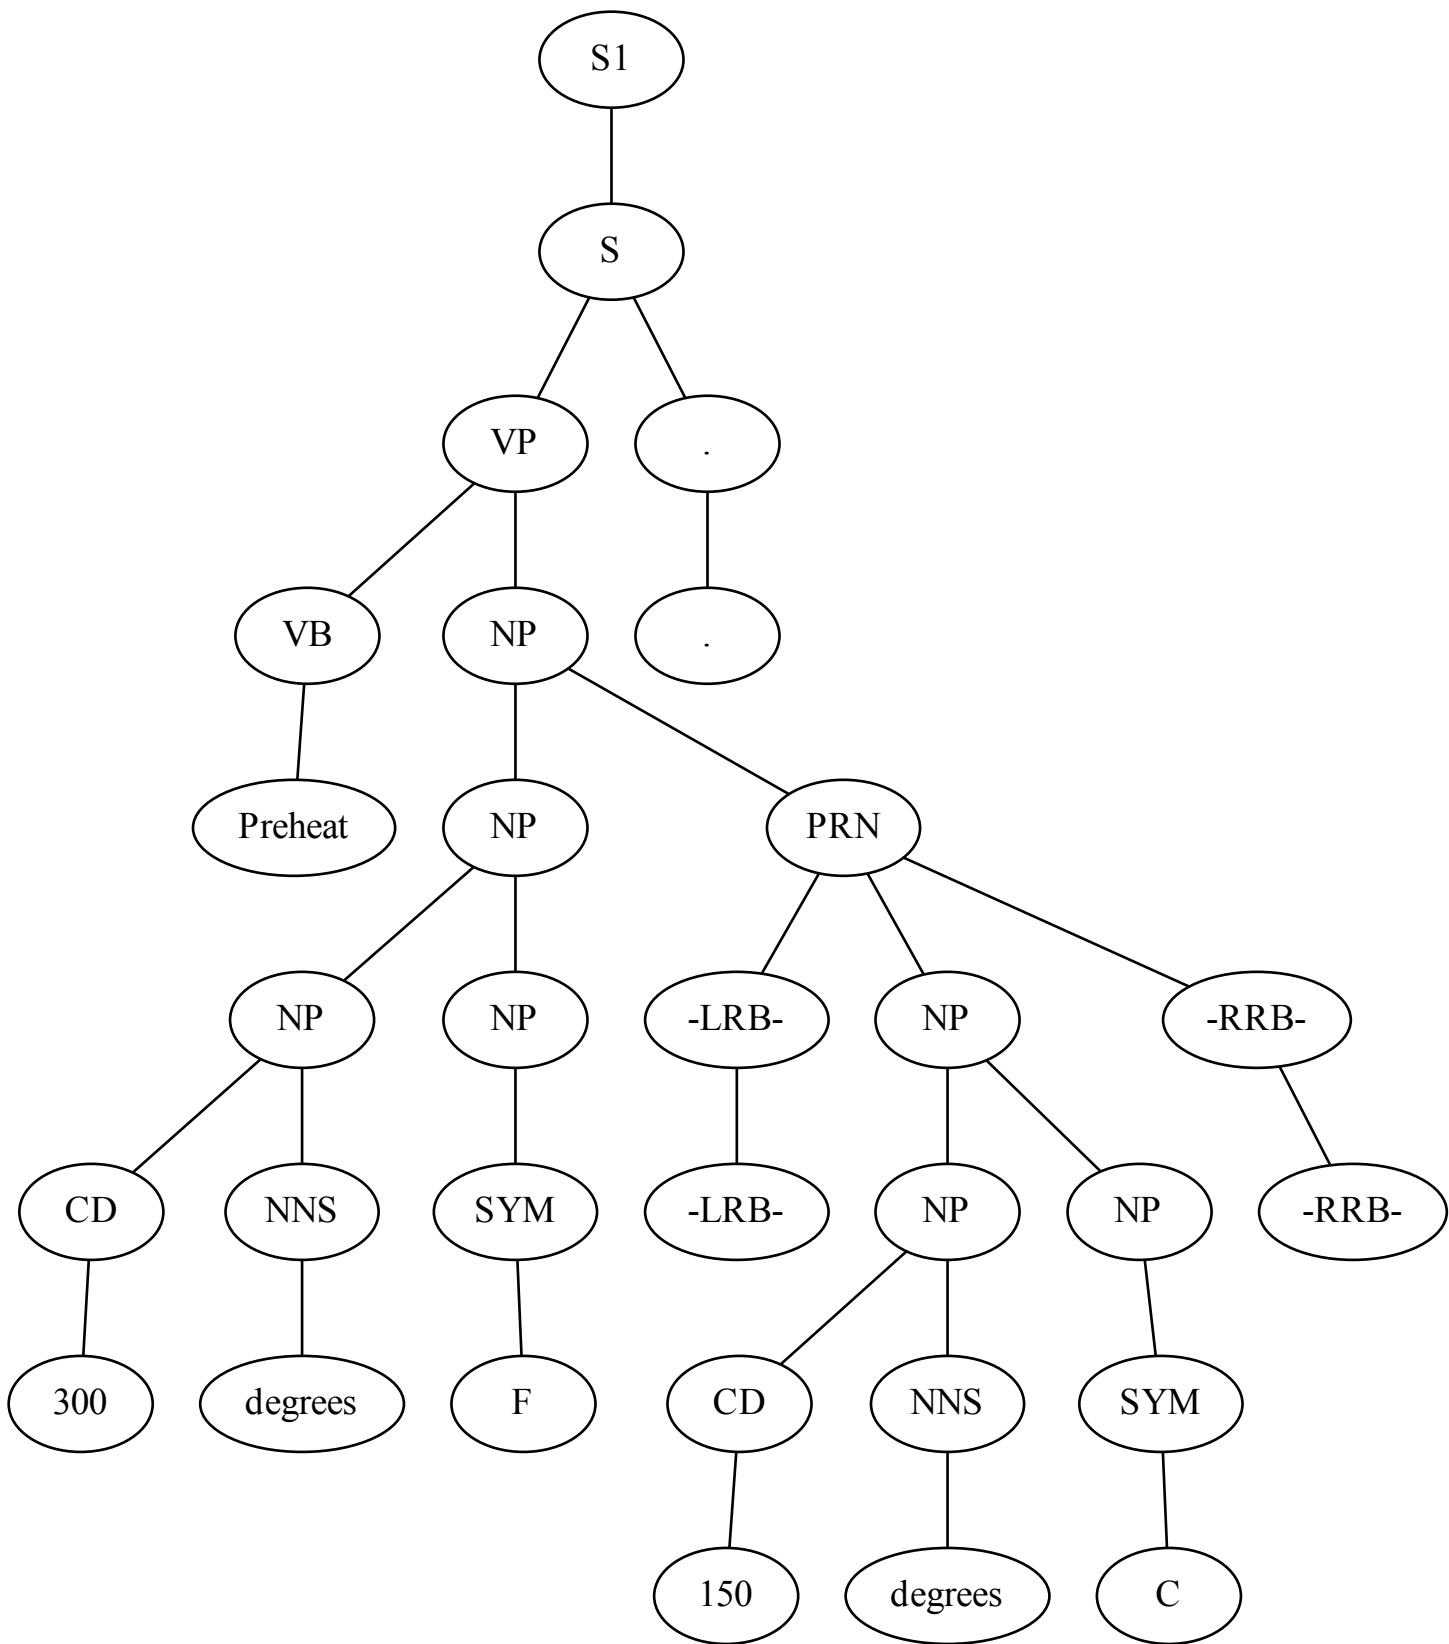 S1
S
VP .
VB NP .
Preheat NP PRN
NP NP -LRB- NP -RRB-
CD NNS SYM -LRB- NP NP -RRB-
300 degrees F CD NNS SYM
150 degrees C